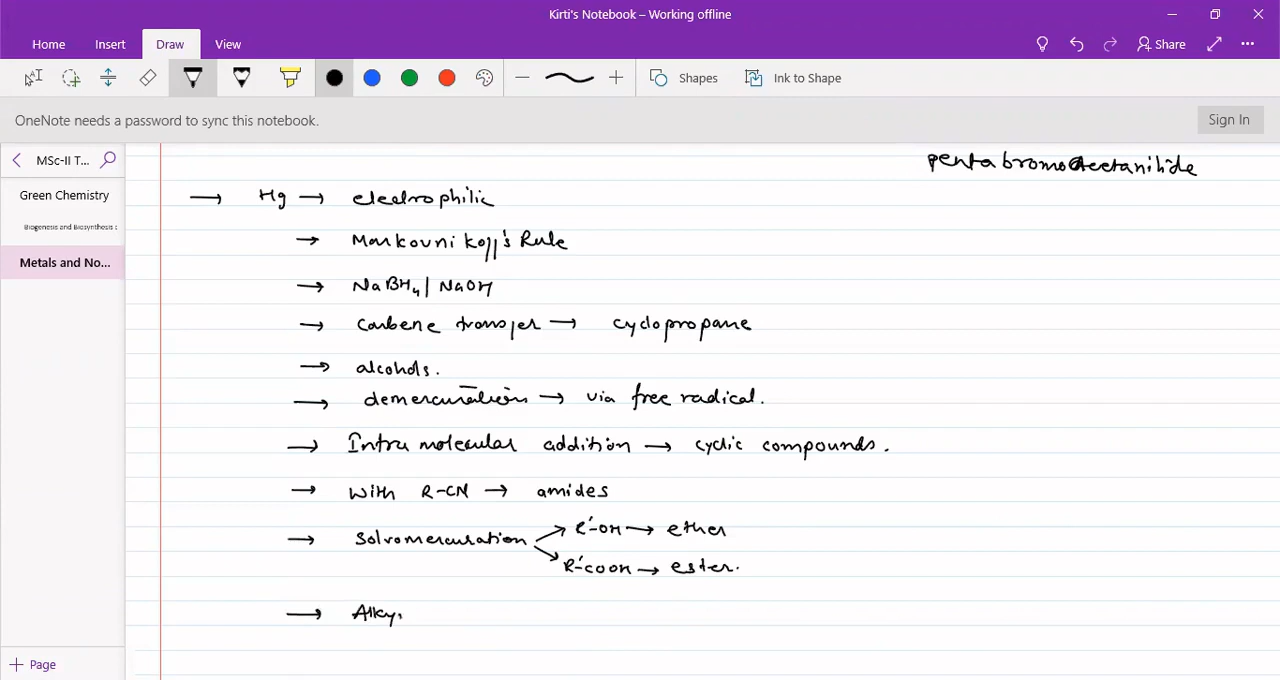 Kirti's Notebook – Working offline
Home Insert Draw View
Share
Shapes Ink to Shape
OneNote needs a password to sync this notebook.
Sign In
MSc-II T...
Green Chemistry
Biogenesis and Biosynthesis :
Metals and No...
Page
pentabromoacetanilide
→ Hg → electrophilic
→ Markovnikoff's Rule
→ NaBH4 | NaOH
→ Carbene transfer → cyclopropane
→ alcohols.
→ demercuration → via free radical.
→ Intra molecular addition → cyclic compounds.
→ with R-CN → amides
→ Solvomercuration R'-OH → ether
R'COOH → ester.
→ Alky